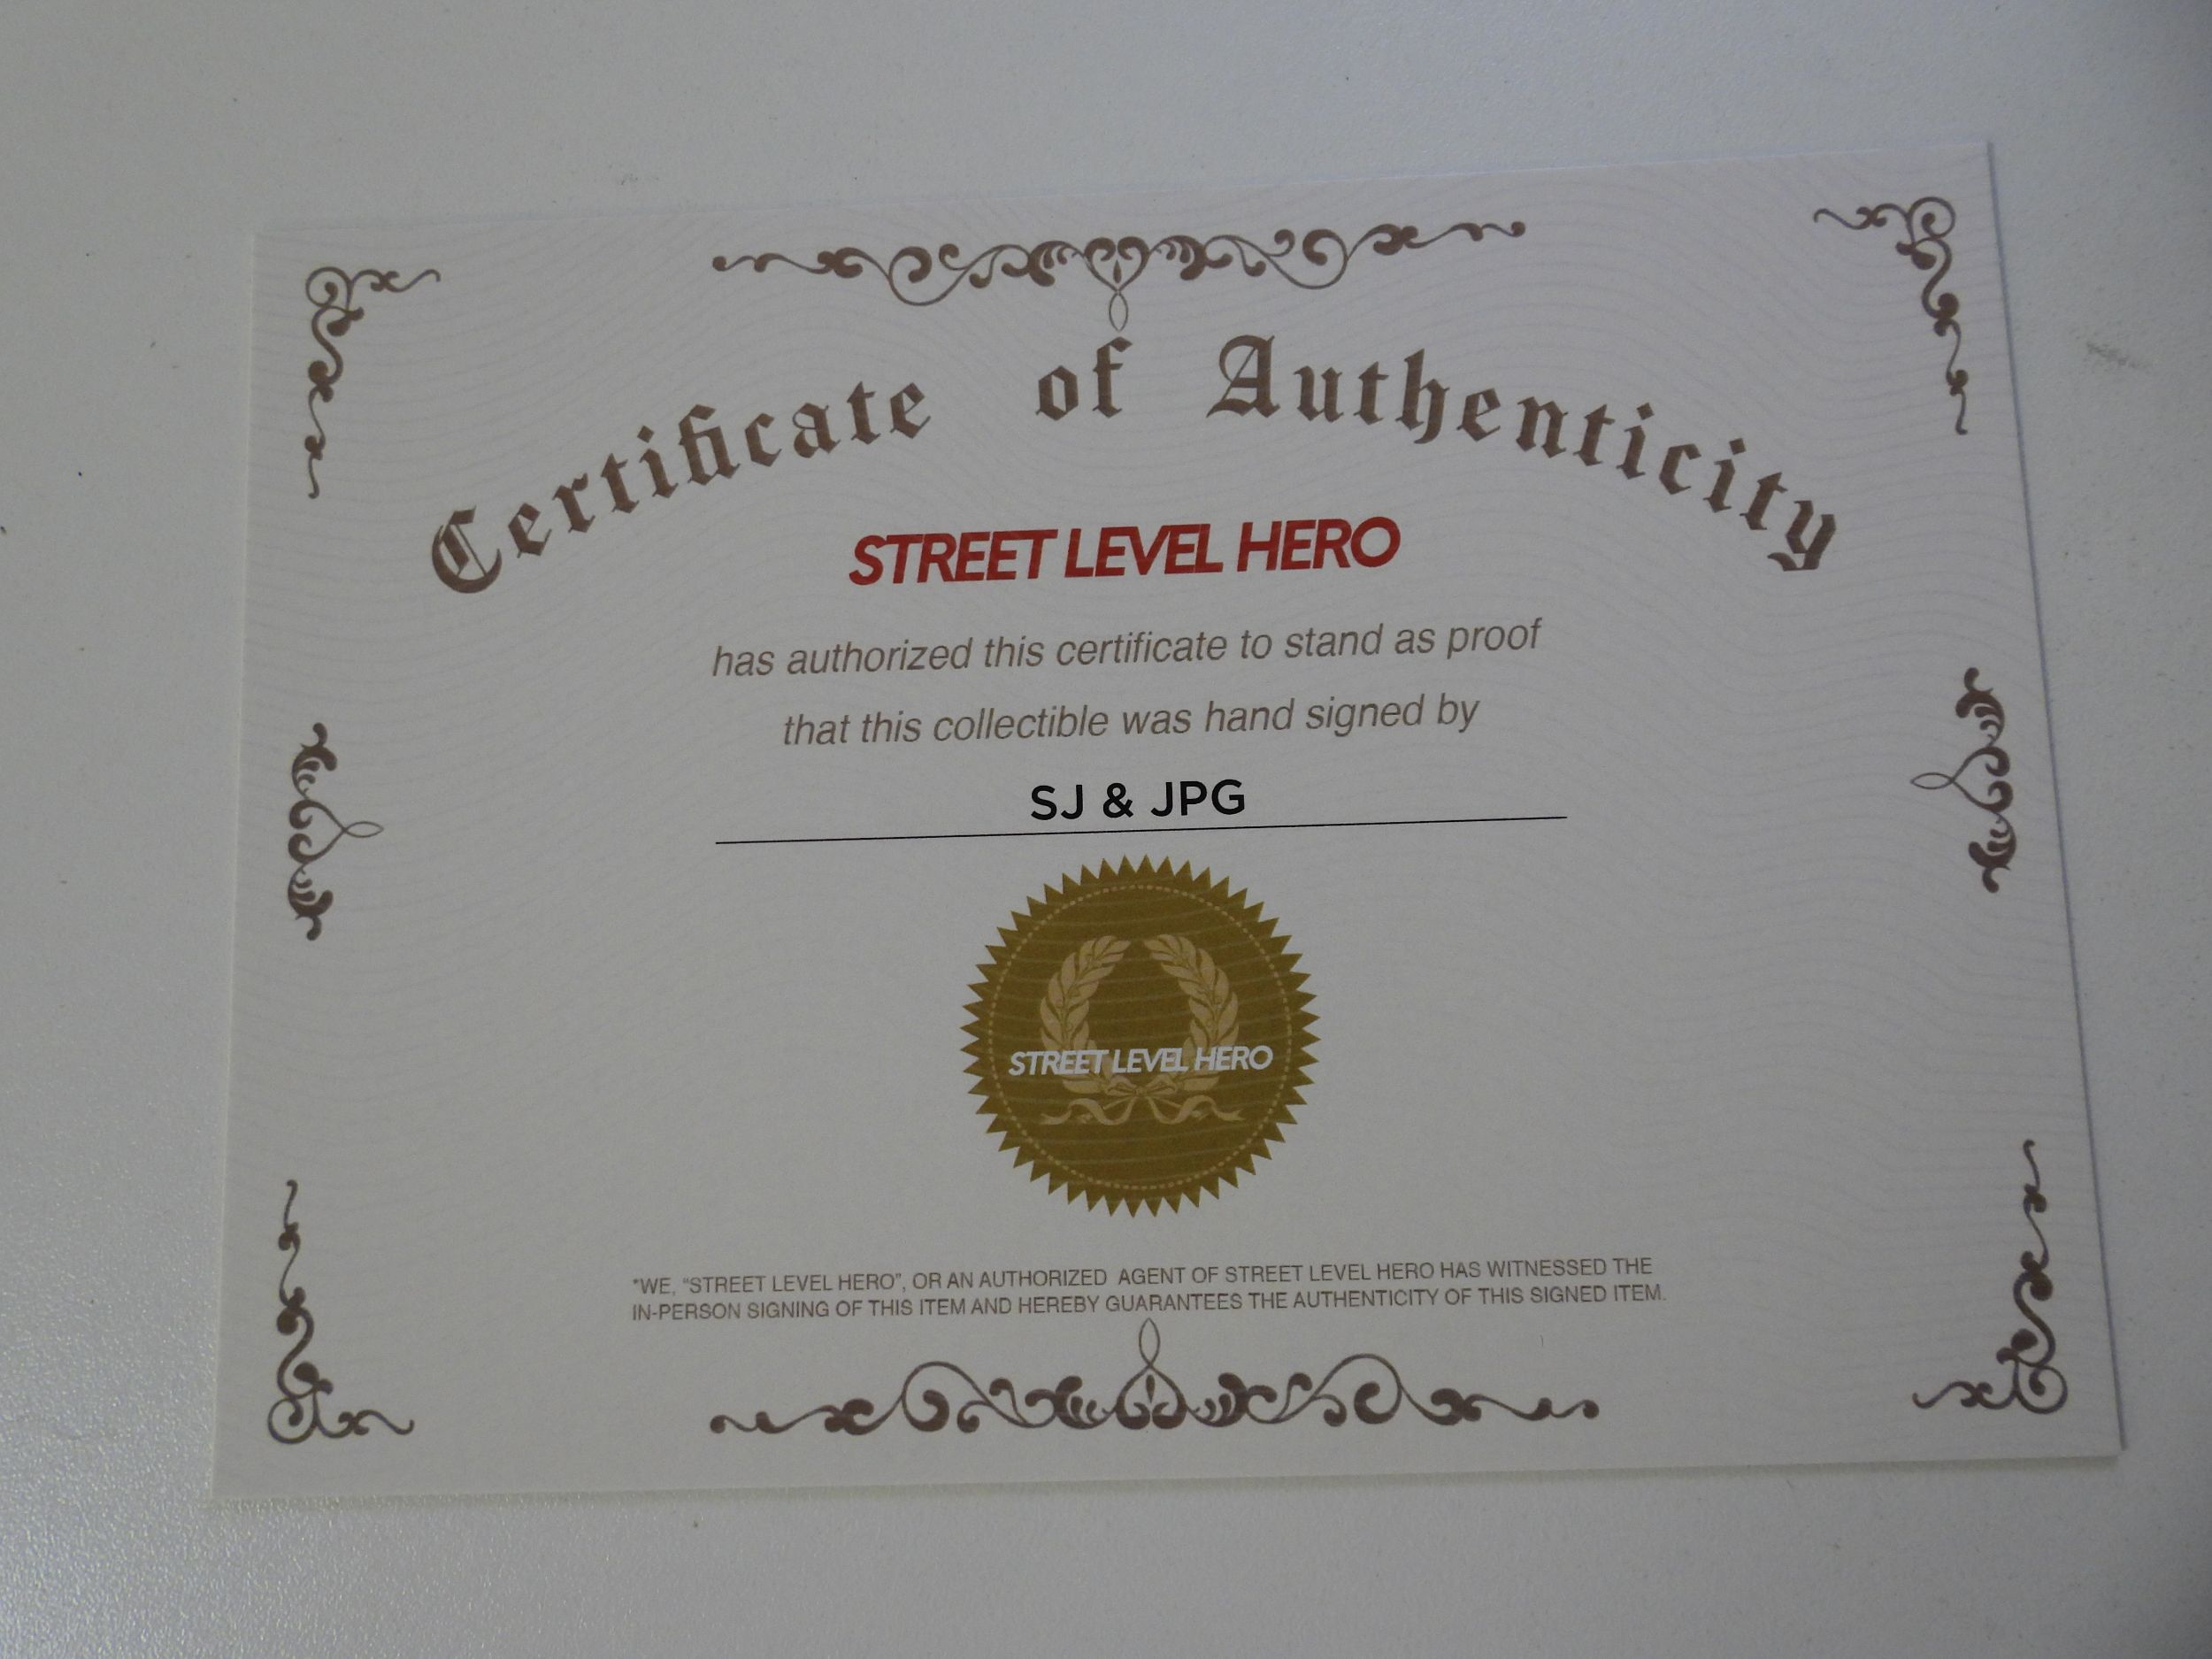 Certificate of Authenticity
STREET LEVEL HERO
has authorized this certificate to stand as proof
that this collectible was hand signed by
SJ & JPG
STREET LEVEL HERO
*WE, "STREET LEVEL HERO", OR AN AUTHORIZED AGENT OF STREET LEVEL HERO HAS WITNESSED THE
IN-PERSON SIGNING OF THIS ITEM AND HEREBY GUARANTEES THE AUTHENTICITY OF THIS SIGNED ITEM.